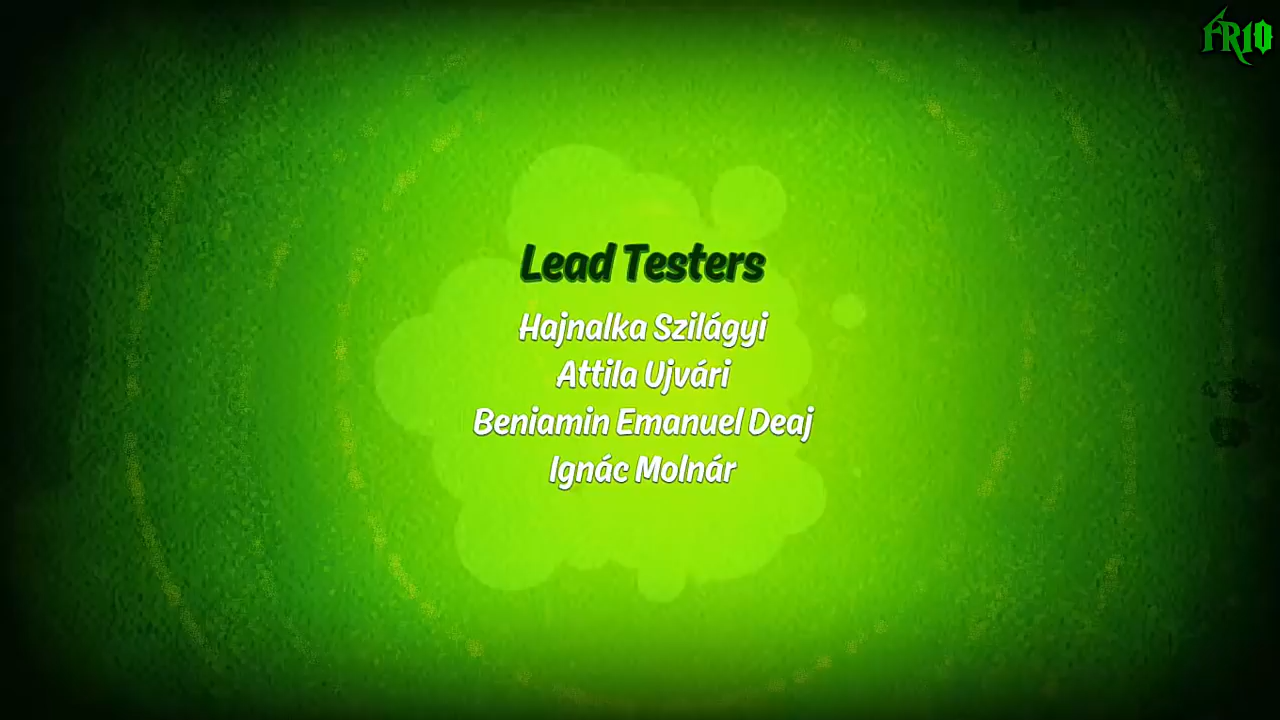 FR10
Lead Testers
Hajnalka Szilágyi
Attila Ujvári
Beniamin Emanuel Deaj
Ignác Molnár